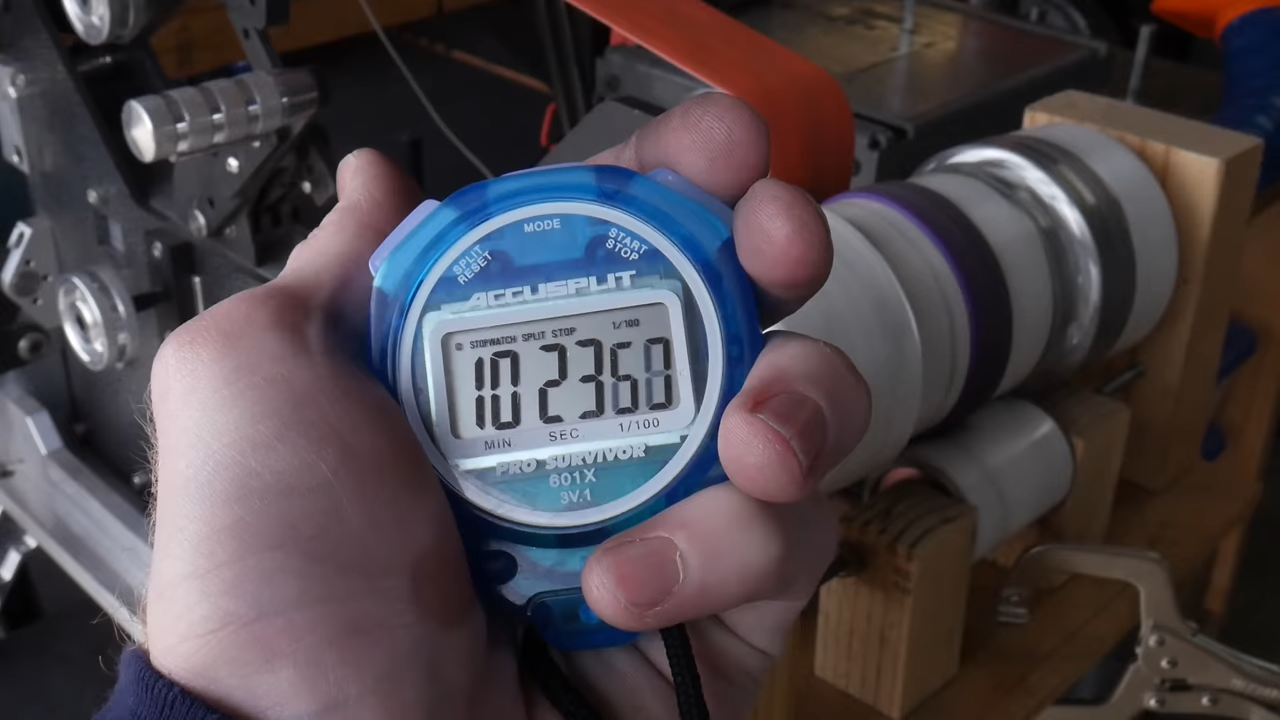 MODE
SPLIT
RESET
START
STOP
ACCUSPLIT
STOPWATCH SPLIT STOP 1/100
10 23 60
MIN SEC 1/100
PRO SURVIVOR
601X
3V.1